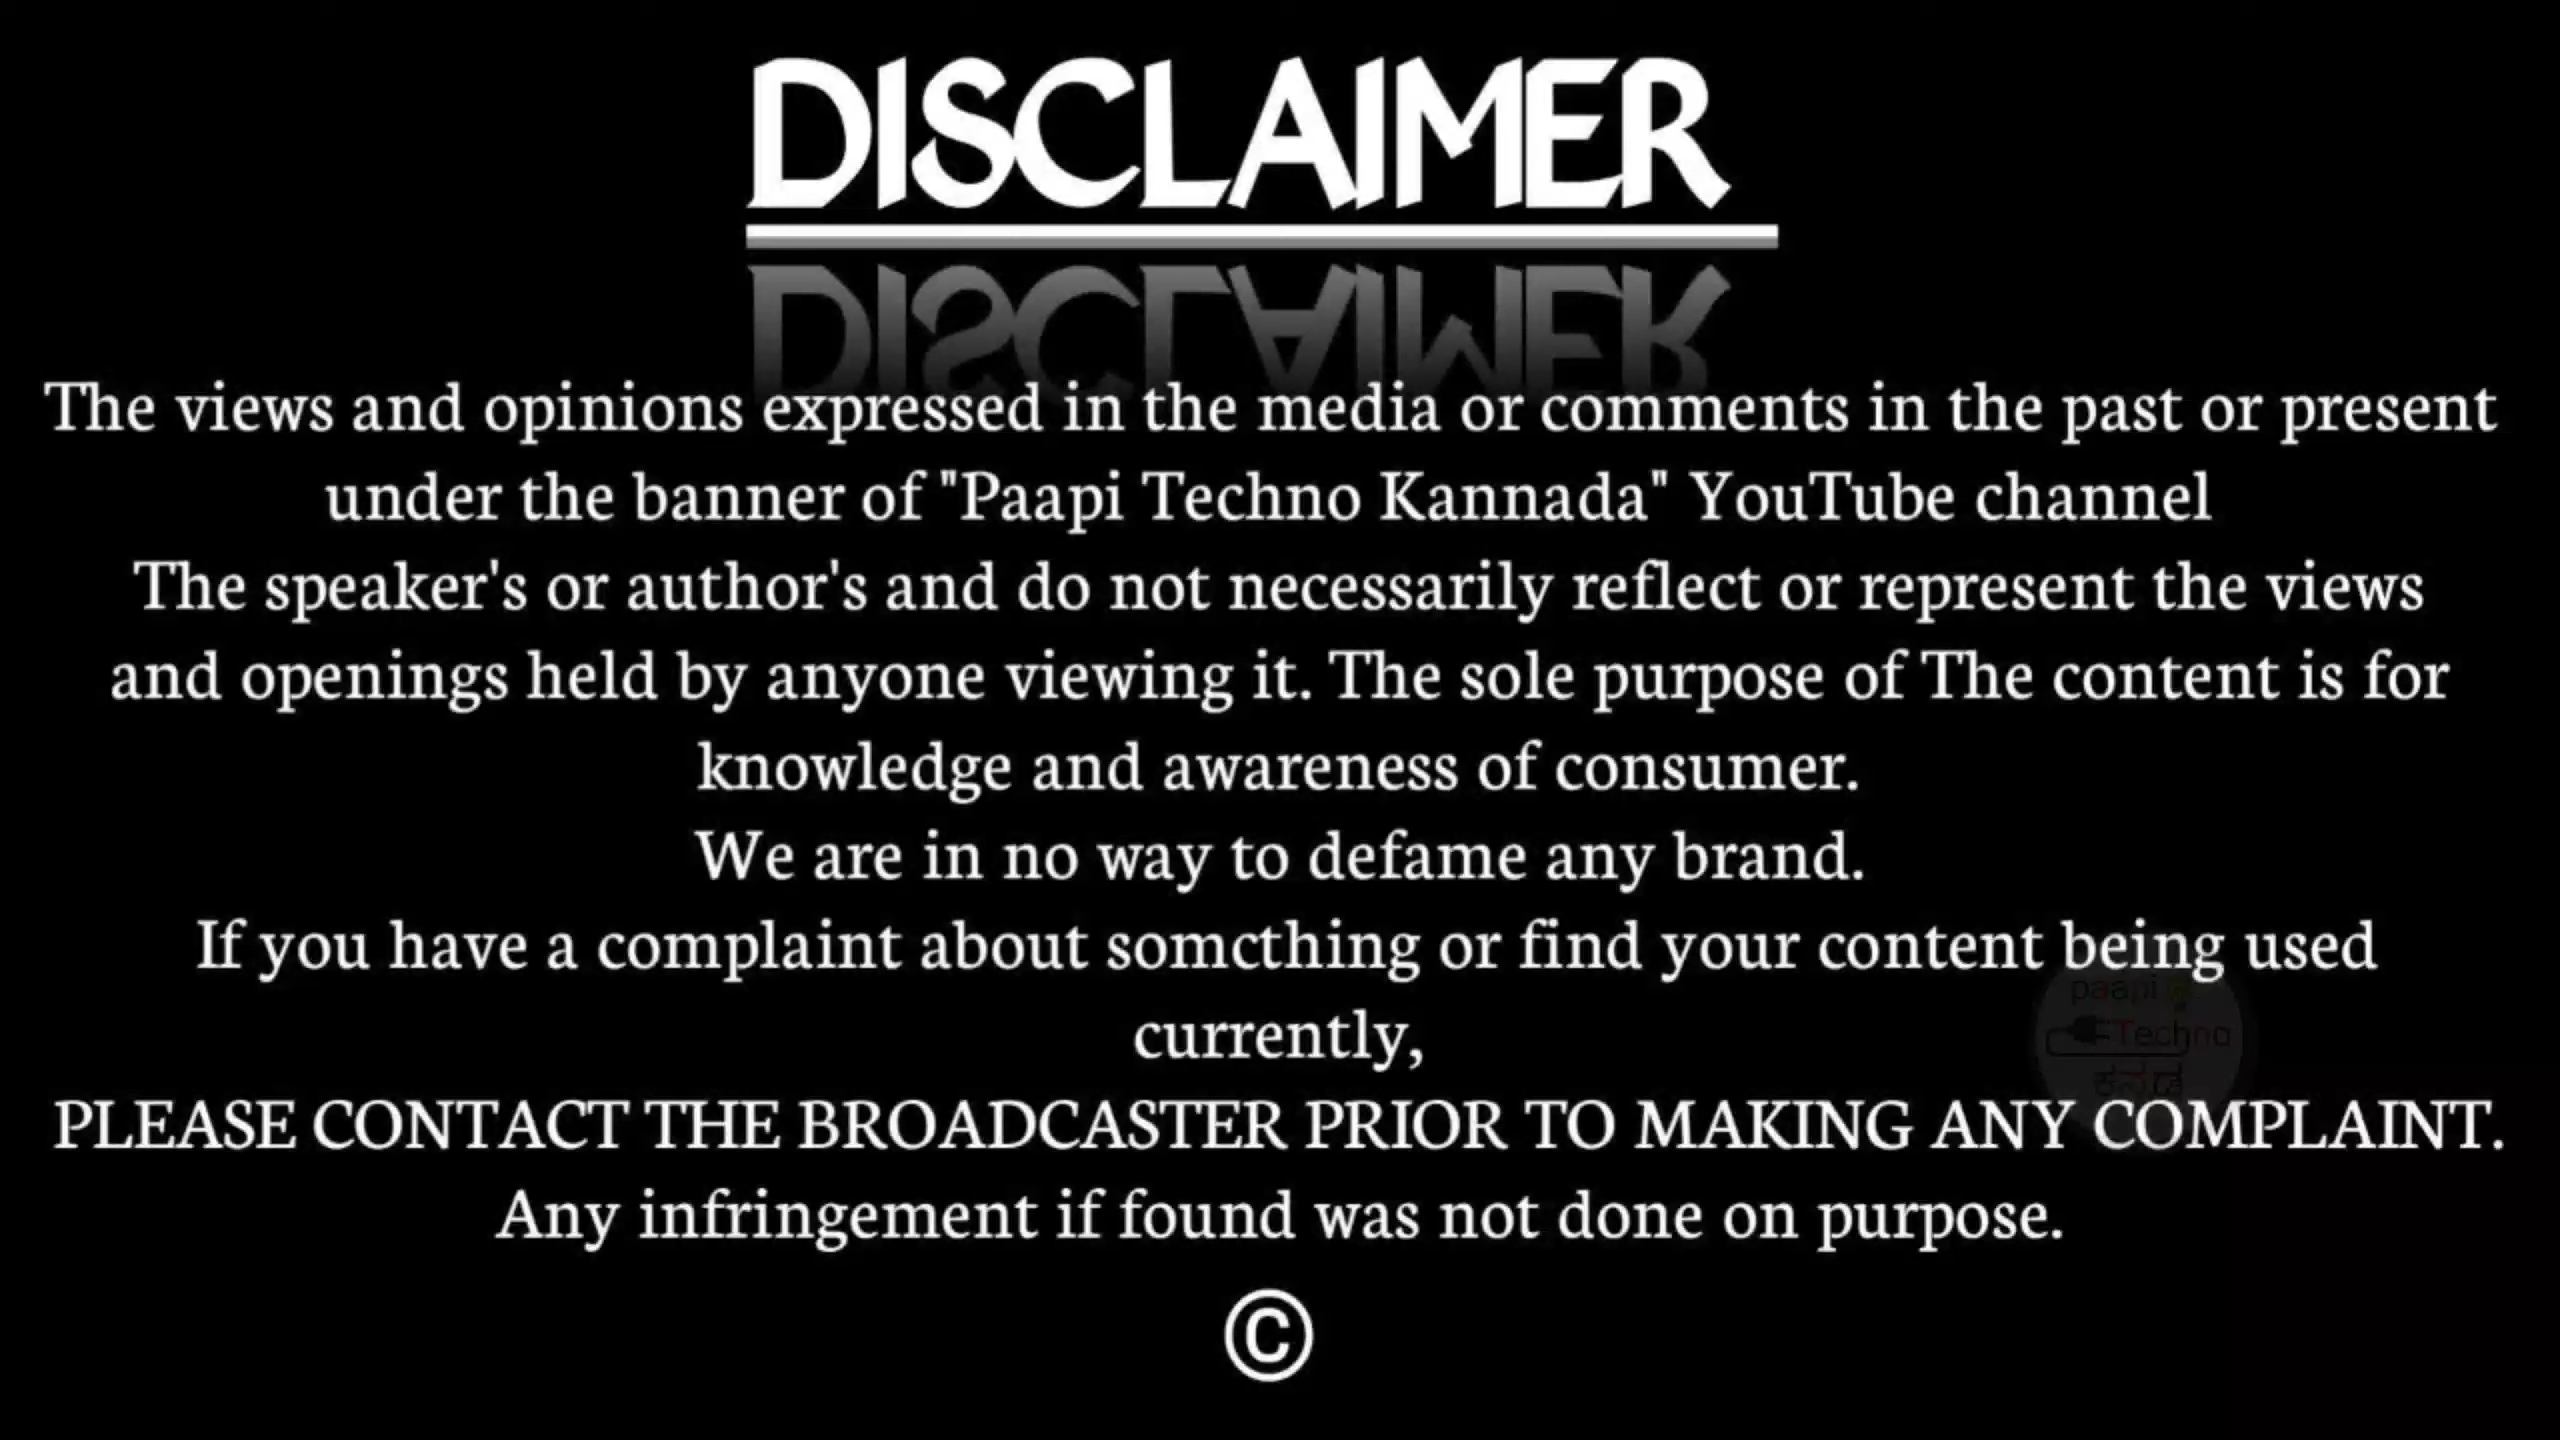 DISCLAIMER
The views and opinions expressed in the media or comments in the past or present
under the banner of "Paapi Techno Kannada" YouTube channel
The speaker's or author's and do not necessarily reflect or represent the views
and openings held by anyone viewing it. The sole purpose of The content is for
knowledge and awareness of consumer.
We are in no way to defame any brand.
If you have a complaint about somcthing or find your content being used
currently,
PLEASE CONTACT THE BROADCASTER PRIOR TO MAKING ANY COMPLAINT.
Any infringement if found was not done on purpose.
©
paapi
Techno